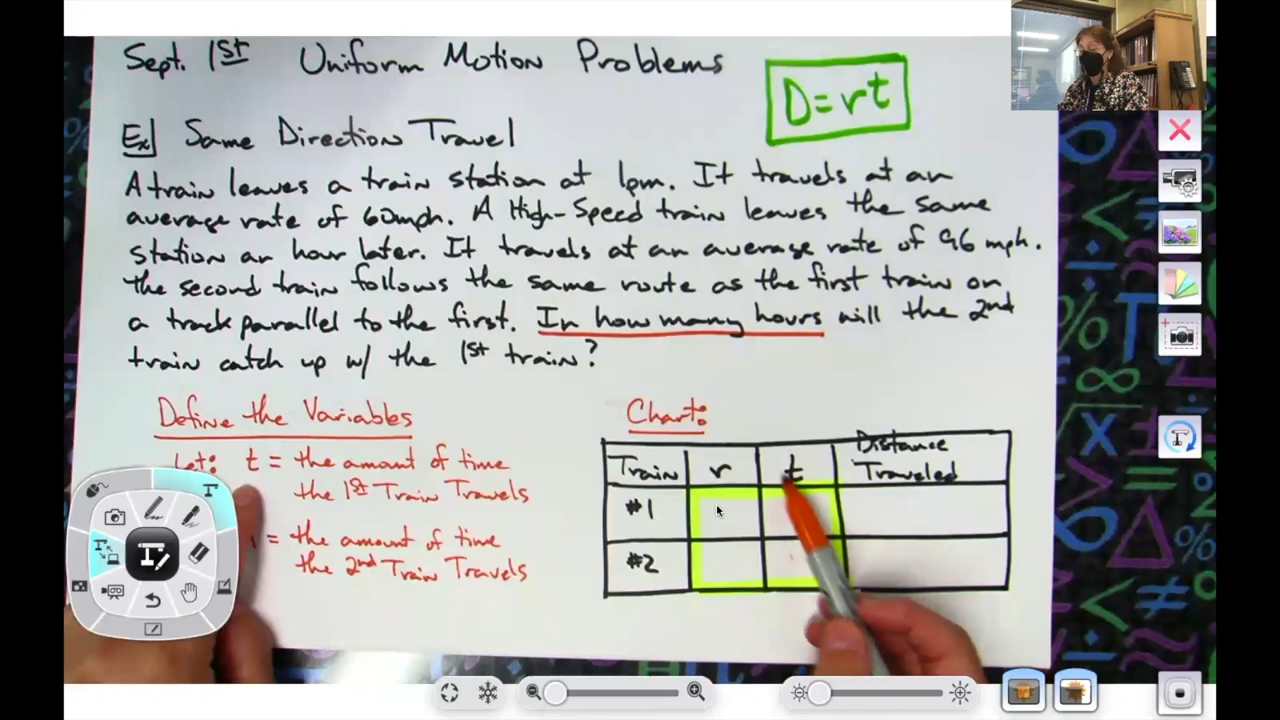 Sept. 1st Uniform Motion Problems
D=rt
Ex] Same Direction Travel
A train leaves a train station at 1pm. It travels at an
average rate of 60mph. A High-Speed train leaves the same
station an hour later. It travels at an average rate of 96 mph.
The second train follows the same route as the first train on
a track parallel to the first. In how many hours will the 2nd
train catch up w/ the 1st train?
Define the Variables
Let: t = the amount of time
the 1st Train Travels
= the amount of time
the 2nd Train Travels
Chart:
Train r t Distance Traveled
#1
#2